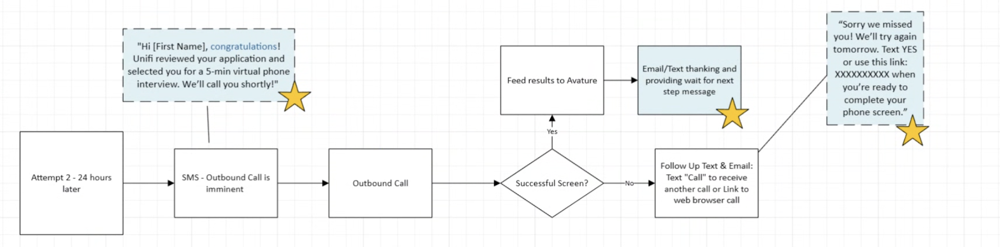 "Hi [First Name], congratulations!
Unifi reviewed your application and
selected you for a 5-min virtual phone
interview. We’ll call you shortly!"
Attempt 2 - 24 hours
later
SMS - Outbound Call is
imminent
Outbound Call
Successful Screen?
Yes
Feed results to Avature
Email/Text thanking and
providing wait for next
step message
No
Follow Up Text & Email:
Text "Call" to receive
another call or Link to
web browser call
“Sorry we missed
you! We’ll try again
tomorrow. Text YES
or use this link:
XXXXXXXXXX when
you’re ready to
complete your
phone screen.”